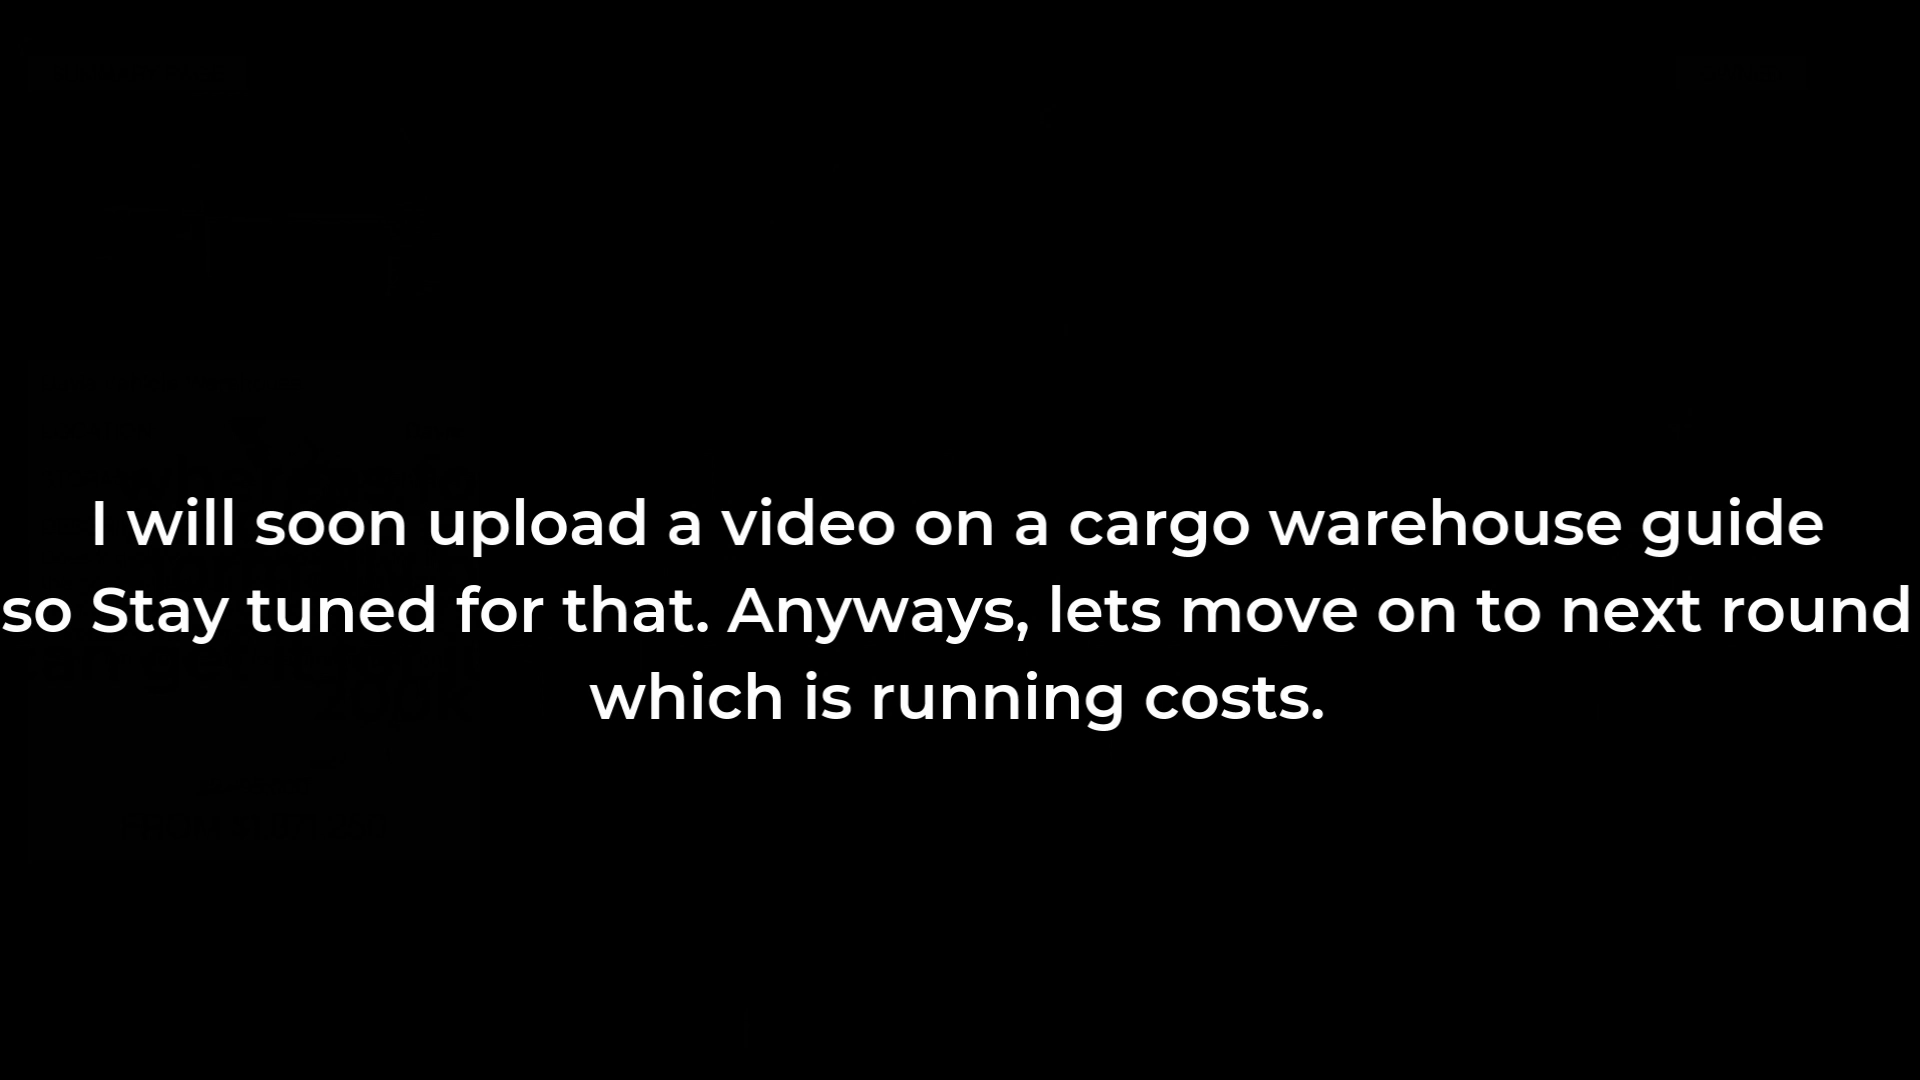 I will soon upload a video on a cargo warehouse guide
so Stay tuned for that. Anyways, lets move on to next round
which is running costs.